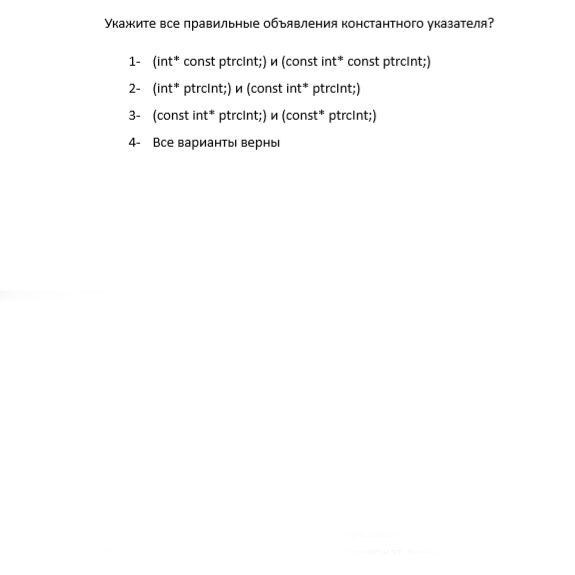 Укажите все правильные объявления константного указателя?
1- (int* const ptrcInt;) и (const int* const ptrcInt;)
2- (int* ptrcInt;) и (const int* ptrcInt;)
3- (const int* ptrcInt;) и (const* ptrcInt;)
4- Все варианты верны